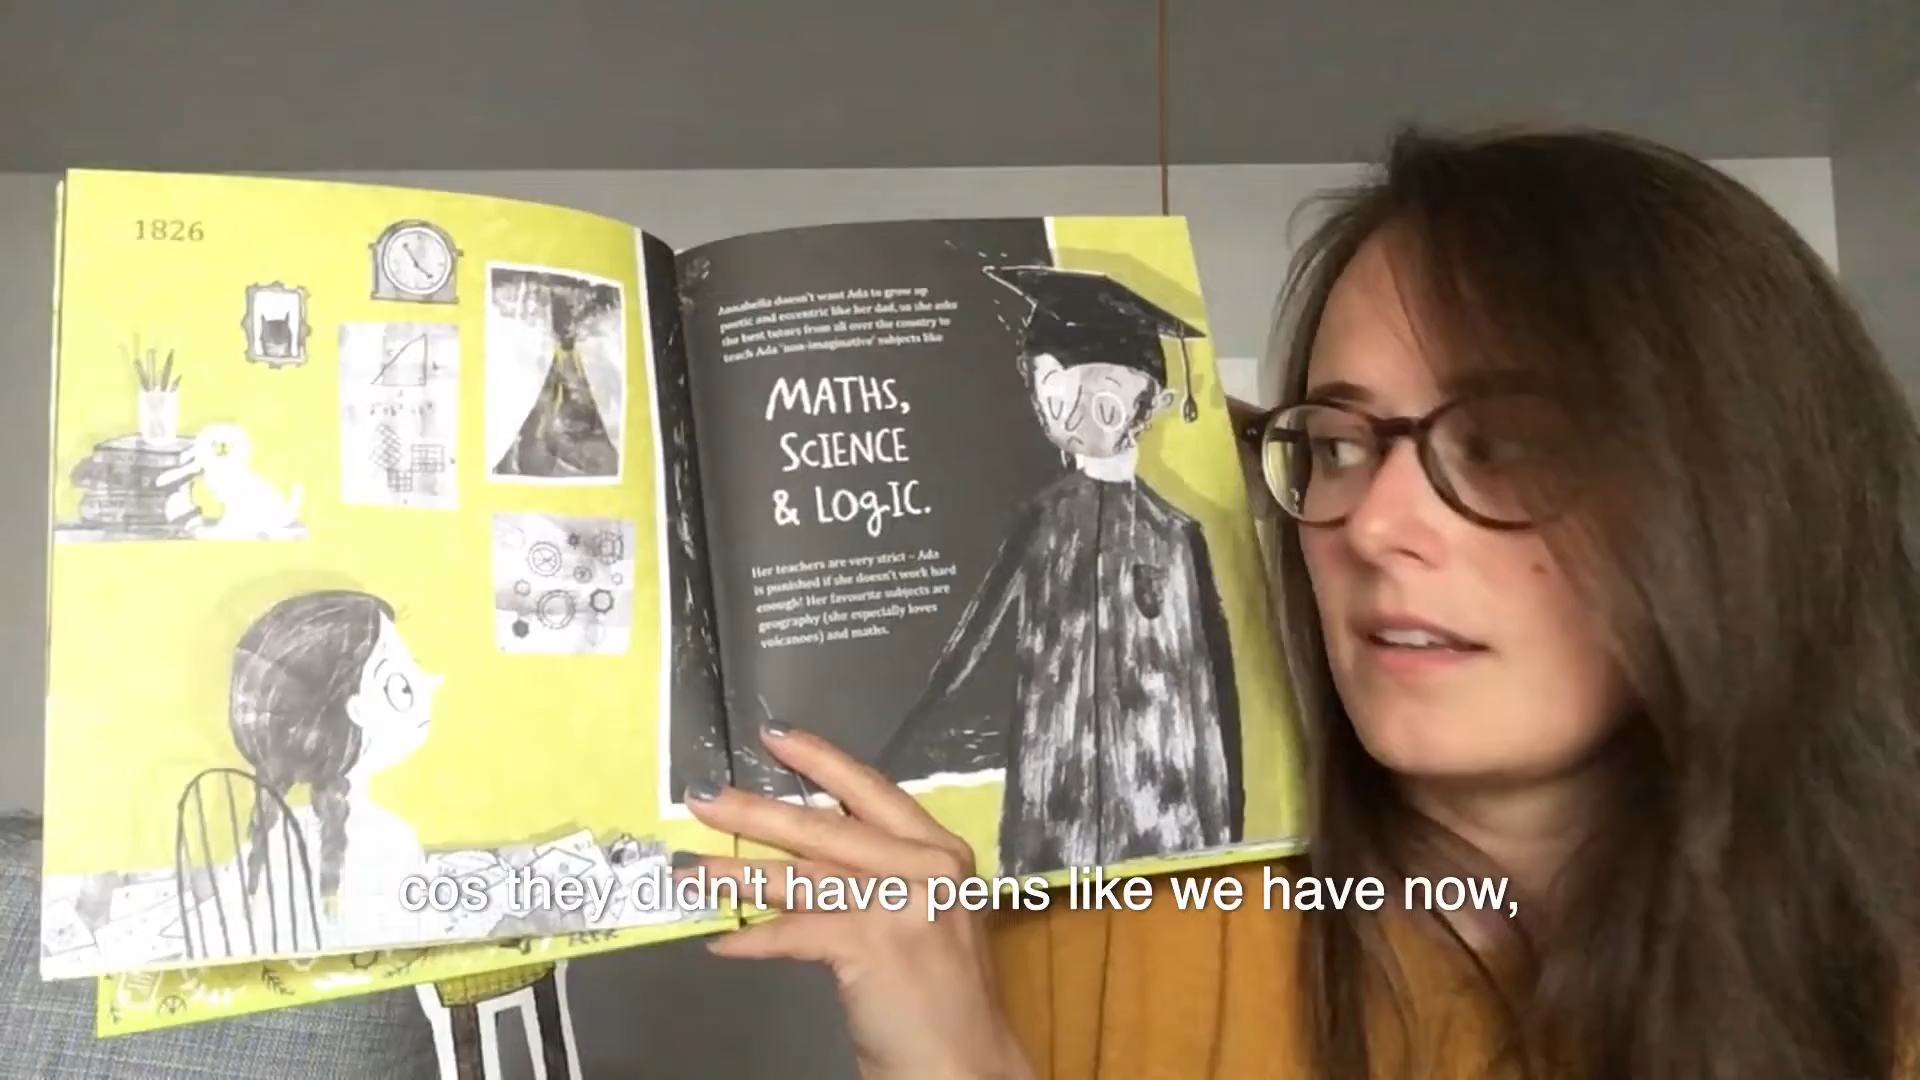 1826
Annabella doesn't want Ada to grow up
poetic and eccentric like her dad, so she asks
the best tutors from all over the country to
teach Ada 'non-imaginative' subjects like
MATHS,
SCIENCE
& LOGIC.
Her teachers are very strict – Ada
is punished if she doesn't work hard
enough! Her favourite subjects are
geography (she especially loves
volcanoes) and maths.
cos they didn't have pens like we have now,